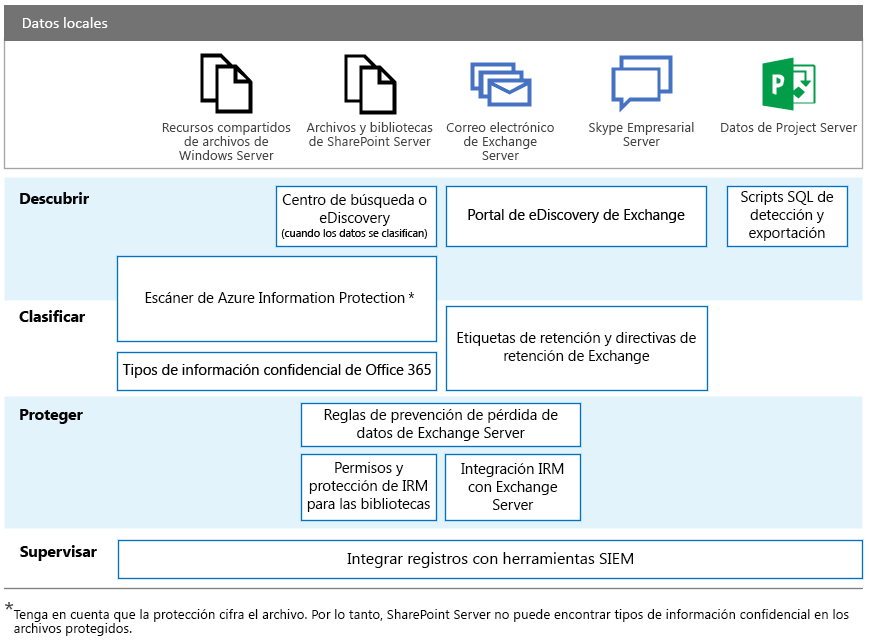 Datos locales
Recursos compartidos
de archivos de
Windows Server
Archivos y bibliotecas
de SharePoint Server
Correo electrónico
de Exchange
Server
Skype Empresarial
Server
P
Datos de Project Server
Descubrir
Centro de búsqueda o
eDiscovery
(cuando los datos se clasifican)
Portal de eDiscovery de Exchange
Scripts SQL de
detección y
exportación
Escáner de Azure Information Protection *
Clasificar
Etiquetas de retención y directivas de
retención de Exchange
Tipos de información confidencial de Office 365
Proteger
Reglas de prevención de pérdida de
datos de Exchange Server
Permisos y
protección de IRM
para las bibliotecas
Integración IRM
con Exchange
Server
Supervisar
Integrar registros con herramientas SIEM
*Tenga en cuenta que la protección cifra el archivo. Por lo tanto, SharePoint Server no puede encontrar tipos de información confidencial en los
archivos protegidos.